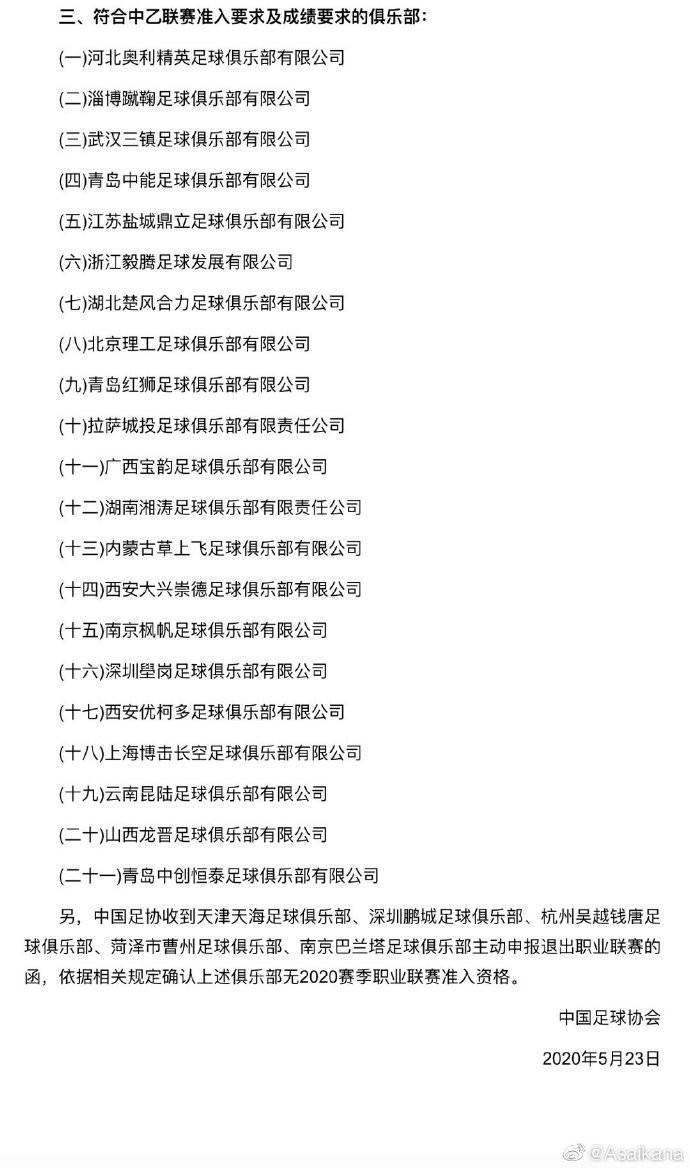 三、符合中乙联赛准入要求及成绩要求的俱乐部：
(一)河北奥利精英足球俱乐部有限公司
(二)淄博蹴鞠足球俱乐部有限公司
(三)武汉三镇足球俱乐部有限公司
(四)青岛中能足球俱乐部有限公司
(五)江苏盐城鼎立足球俱乐部有限公司
(六)浙江毅腾足球发展有限公司
(七)湖北楚风合力足球俱乐部有限公司
(八)北京理工足球俱乐部有限公司
(九)青岛红狮足球俱乐部有限公司
(十)拉萨城投足球俱乐部有限责任公司
(十一)广西宝韵足球俱乐部有限公司
(十二)湖南湘涛足球俱乐部有限责任公司
(十三)内蒙古草上飞足球俱乐部有限公司
(十四)西安大兴崇德足球俱乐部有限公司
(十五)南京枫帆足球俱乐部有限公司
(十六)深圳壆岗足球俱乐部有限公司
(十七)西安优柯多足球俱乐部有限公司
(十八)上海博击长空足球俱乐部有限公司
(十九)云南昆陆足球俱乐部有限公司
(二十)山西龙晋足球俱乐部有限公司
(二十一)青岛中创恒泰足球俱乐部有限公司
另，中国足协收到天津天海足球俱乐部、深圳鹏城足球俱乐部、杭州吴越钱唐足
球俱乐部、菏泽市曹州足球俱乐部、南京巴兰塔足球俱乐部主动申报退出职业联赛的
函，依据相关规定确认上述俱乐部无2020赛季职业联赛准入资格。
中国足球协会
2020年5月23日
@Asaikana